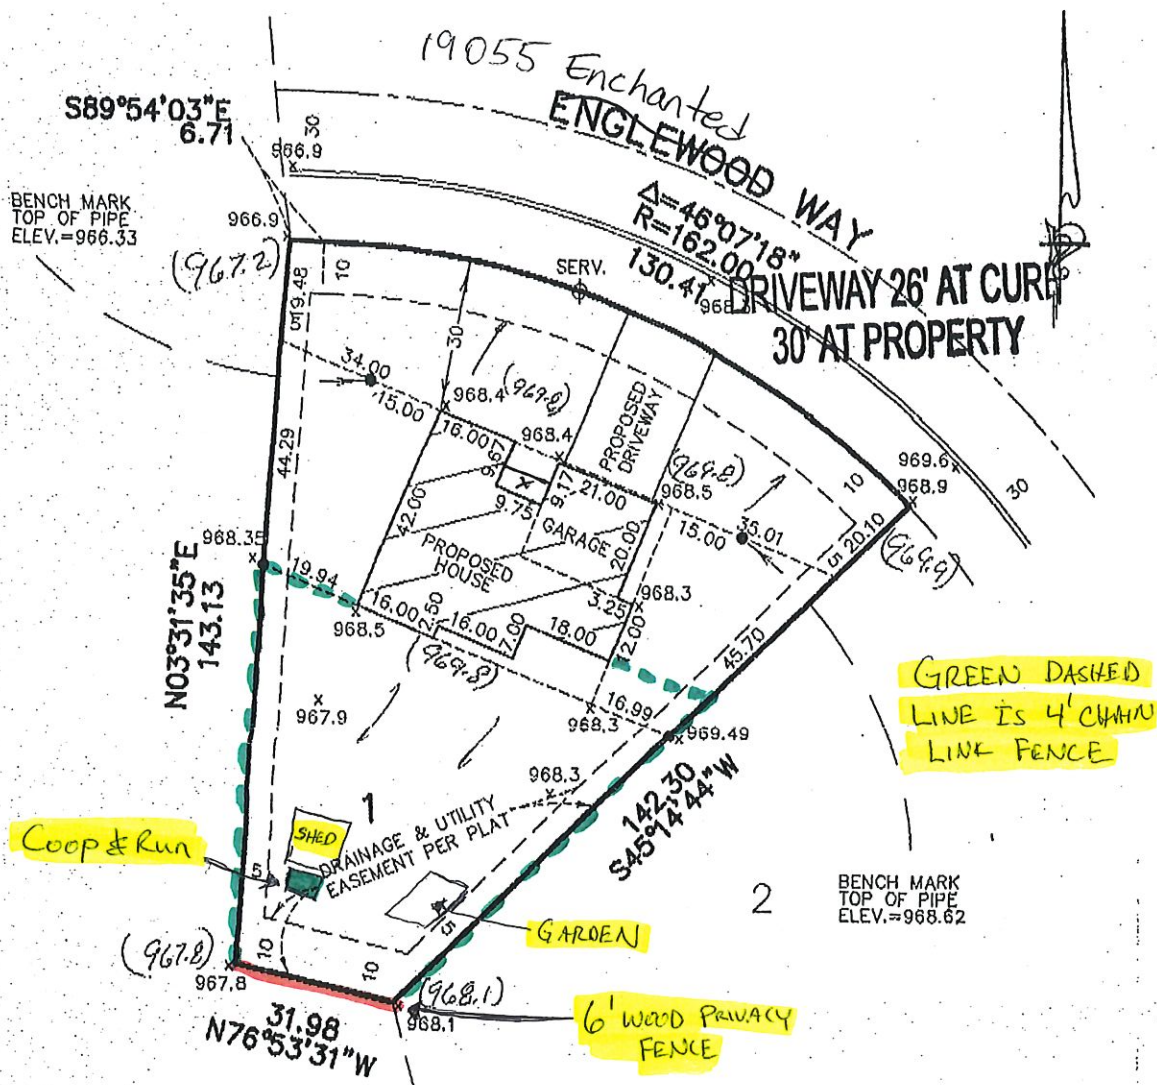 19055 Enchanted
ENGLEWOOD WAY
S89°54'03"E
6.71
30
966.9
BENCH MARK
TOP OF PIPE
ELEV.=966.33
966.9
(967.2)
Δ=46°07'18"
R=162.00
130.41
968.
DRIVEWAY 26' AT CURB
30' AT PROPERTY
SERV.
10
19.48
5
30
34.00
15.00
968.4
(969.8)
16.00
9.67
968.4
PROPOSED
DRIVEWAY
(969.8)
969.6
968.9
10
30
44.29
42.00
9.75
9.17
21.00
968.5
GARAGE
15.00
35.01
20.10
5
(969.9)
968.35
N03°31'35"E
143.13
19.94
PROPOSED
HOUSE
20.00
3.25
968.3
968.5
16.00
2.50
16.00
7.00
18.00
12.00
45.70
(969.8)
967.9
968.3
16.99
969.49
GREEN DASHED
LINE IS 4' CHAIN
LINK FENCE
968.3
142.30
S45°14'44"W
1
SHED
DRAINAGE & UTILITY
EASEMENT PER PLAT
Coop & Run
5
2
BENCH MARK
TOP OF PIPE
ELEV.=968.62
5
GARDEN
(967.8)
967.8
10
10
(968.1)
968.1
31.98
N76°53'31"W
6' WOOD PRIVACY
FENCE